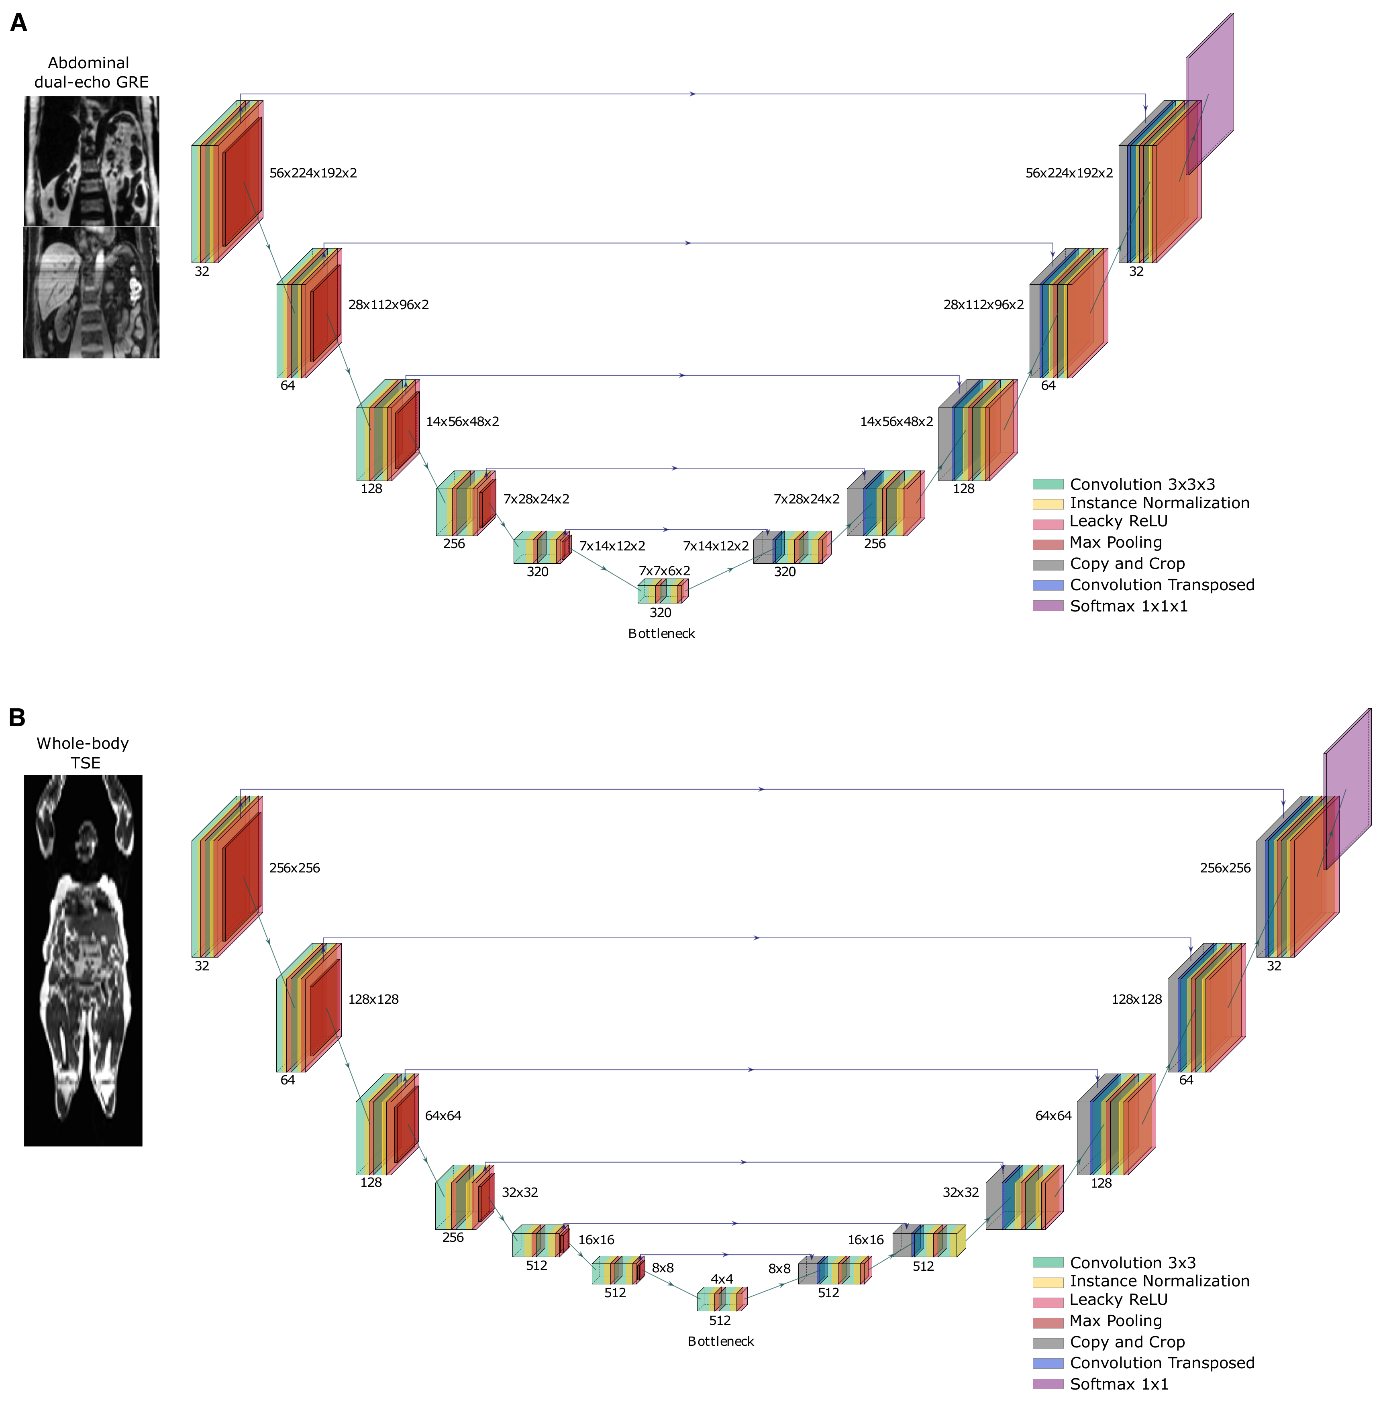 A
Abdominal
dual-echo GRE
56x224x192x2
56x224x192x2
32
32
28x112x96x2
28x112x96x2
64
64
14x56x48x2
14x56x48x2
128
128
7x28x24x2
7x28x24x2
256
256
7x14x12x2
7x14x12x2
320
320
7x7x6x2
320
Bottleneck
Convolution 3x3x3
Instance Normalization
Leacky ReLU
Max Pooling
Copy and Crop
Convolution Transposed
Softmax 1x1x1
B
Whole-body
TSE
256x256
256x256
32
32
128x128
128x128
64
64
64x64
64x64
128
128
32x32
32x32
256
16x16
16x16
512
512
8x8
8x8
512
512
4x4
512
Bottleneck
Convolution 3x3
Instance Normalization
Leacky ReLU
Max Pooling
Copy and Crop
Convolution Transposed
Softmax 1x1